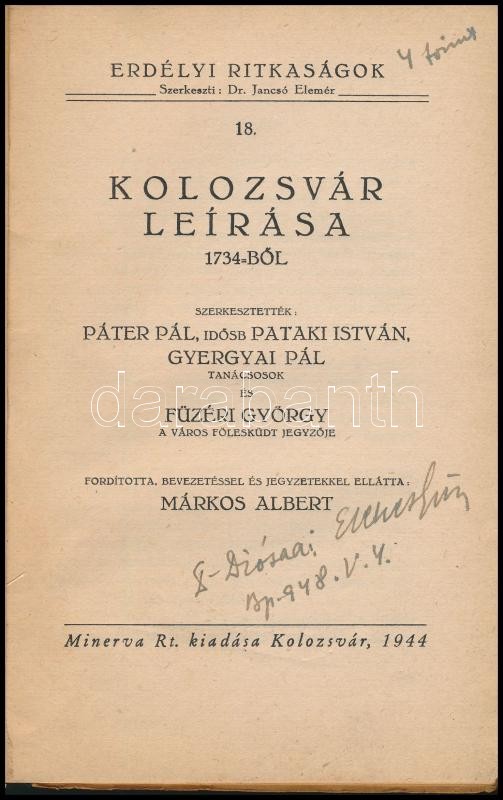 4 forint
ERDÉLYI RITKASÁGOK
Szerkeszti: Dr. Jancsó Elemér
18.
KOLOZSVÁR
LEÍRÁSA
1734-BŐL
SZERKESZTETTÉK:
PÁTER PÁL, IDŐSB PATAKI ISTVÁN,
GYERGYAI PÁL
TANÁCSOSOK
darabanth
ÉS
FÜZÉRI GYÖRGY
A VÁROS FŐLESKÜDT JEGYZŐJE
FORDÍTOTTA, BEVEZETÉSSEL ÉS JEGYZETEKKEL ELLÁTTA:
MÁRKOS ALBERT
Bp. 948. V. 4.
Minerva Rt. kiadása Kolozsvár, 1944